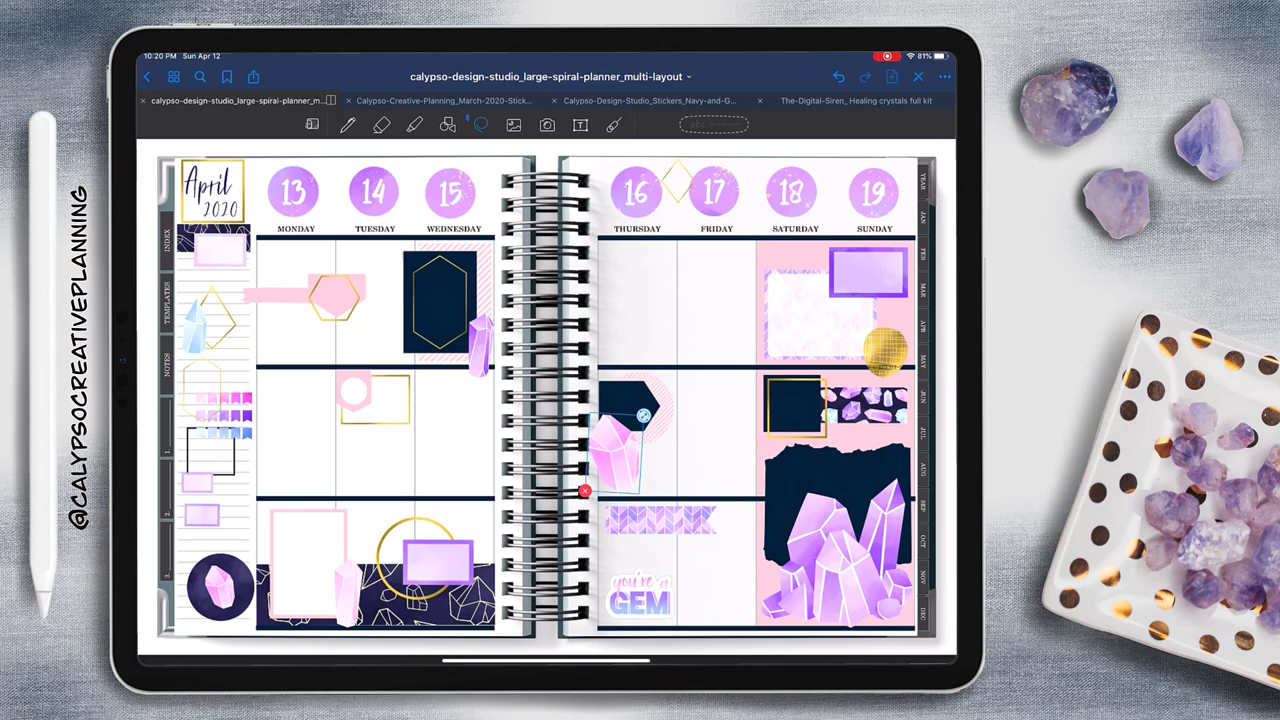 10:20 PM Sun Apr 12
81%
calypso-design-studio_large-spiral-planner_multi-layout
calypso-design-studio_large-spiral-planner_m...
Calypso-Creative-Planning_March-2020-Stick...
Calypso-Design-Studio_Stickers_Navy-and-G...
The-Digital-Siren_ Healing crystals full kit
April
2020
13
14
15
16
17
18
19
MONDAY
TUESDAY
WEDNESDAY
THURSDAY
FRIDAY
SATURDAY
SUNDAY
INDEX
TEMPLATES
NOTES
1.
2.
3.
YEAR
JAN
FEB
MAR
APR
MAY
JUN
JUL
AUG
SEP
OCT
NOV
DEC
you're a
GEM
@CALYPSOCREATIVEPLANNING